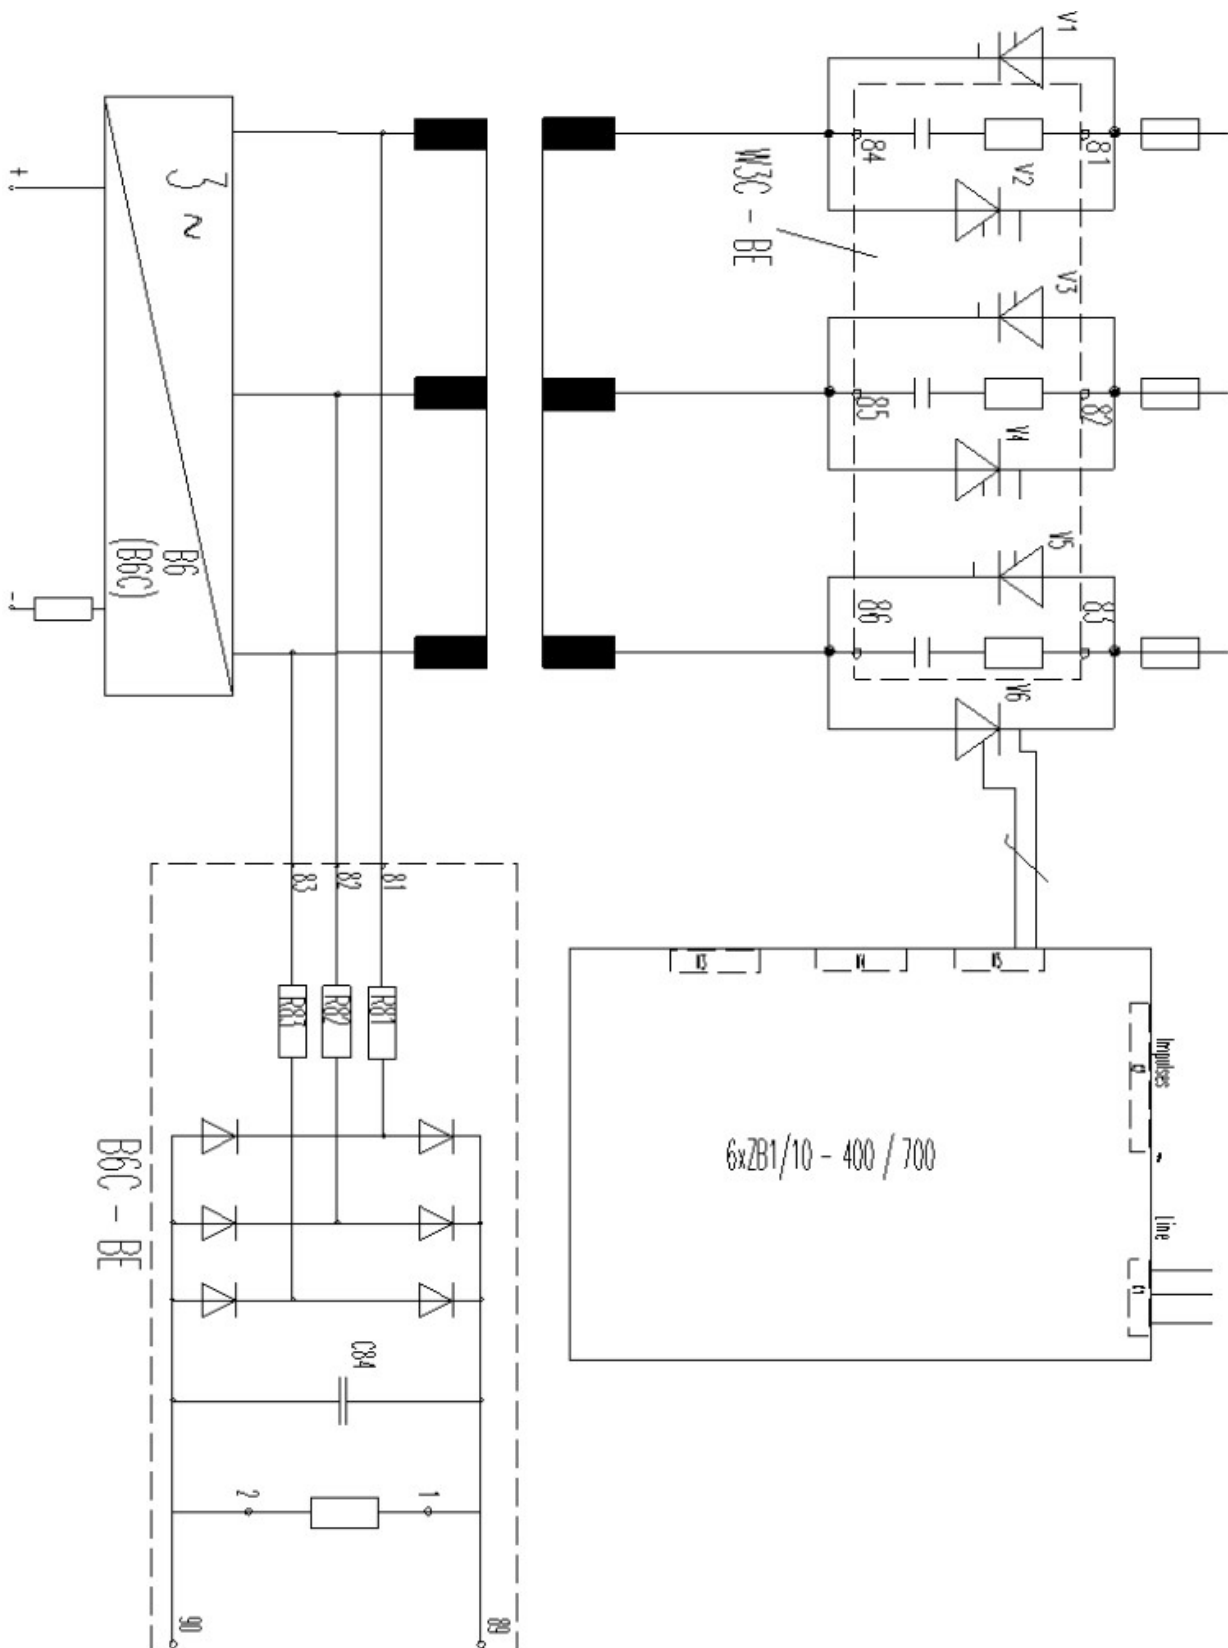 V1
84
81
V2
W3C - BE
+
3
~
V3
85
82
V4
V5
B6
(B6C)
-
86
83
V6
83
82
81
R83
R82
R81
Impulses
6xZB1/10 - 400 / 700
B6C - BE
Line
C84
2
1
90
89